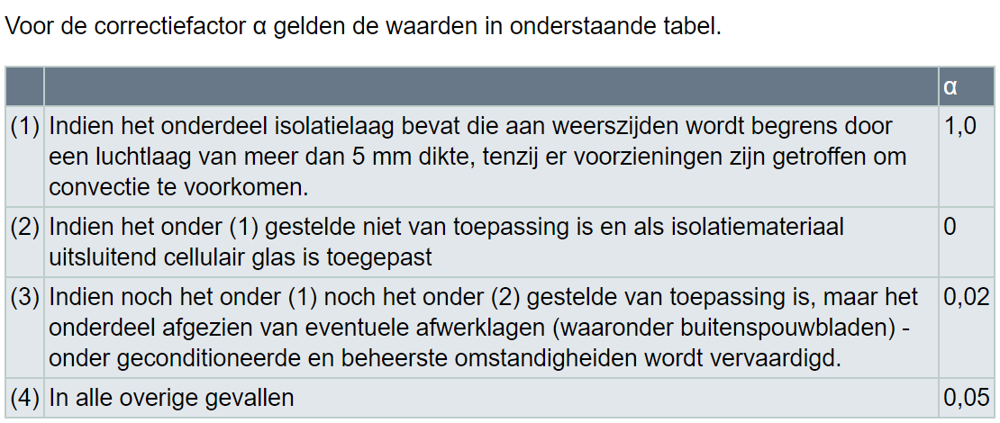 Voor de correctiefactor α gelden de waarden in onderstaande tabel.
α
(1) Indien het onderdeel isolatielaag bevat die aan weerszijden wordt begrens door 1,0
een luchtlaag van meer dan 5 mm dikte, tenzij er voorzieningen zijn getroffen om
convectie te voorkomen.
(2) Indien het onder (1) gestelde niet van toepassing is en als isolatiemateriaal 0
uitsluitend cellulair glas is toegepast
(3) Indien noch het onder (1) noch het onder (2) gestelde van toepassing is, maar het 0,02
onderdeel afgezien van eventuele afwerklagen (waaronder buitenspouwbladen) -
onder geconditioneerde en beheerste omstandigheiden wordt vervaardigd.
(4) In alle overige gevallen 0,05